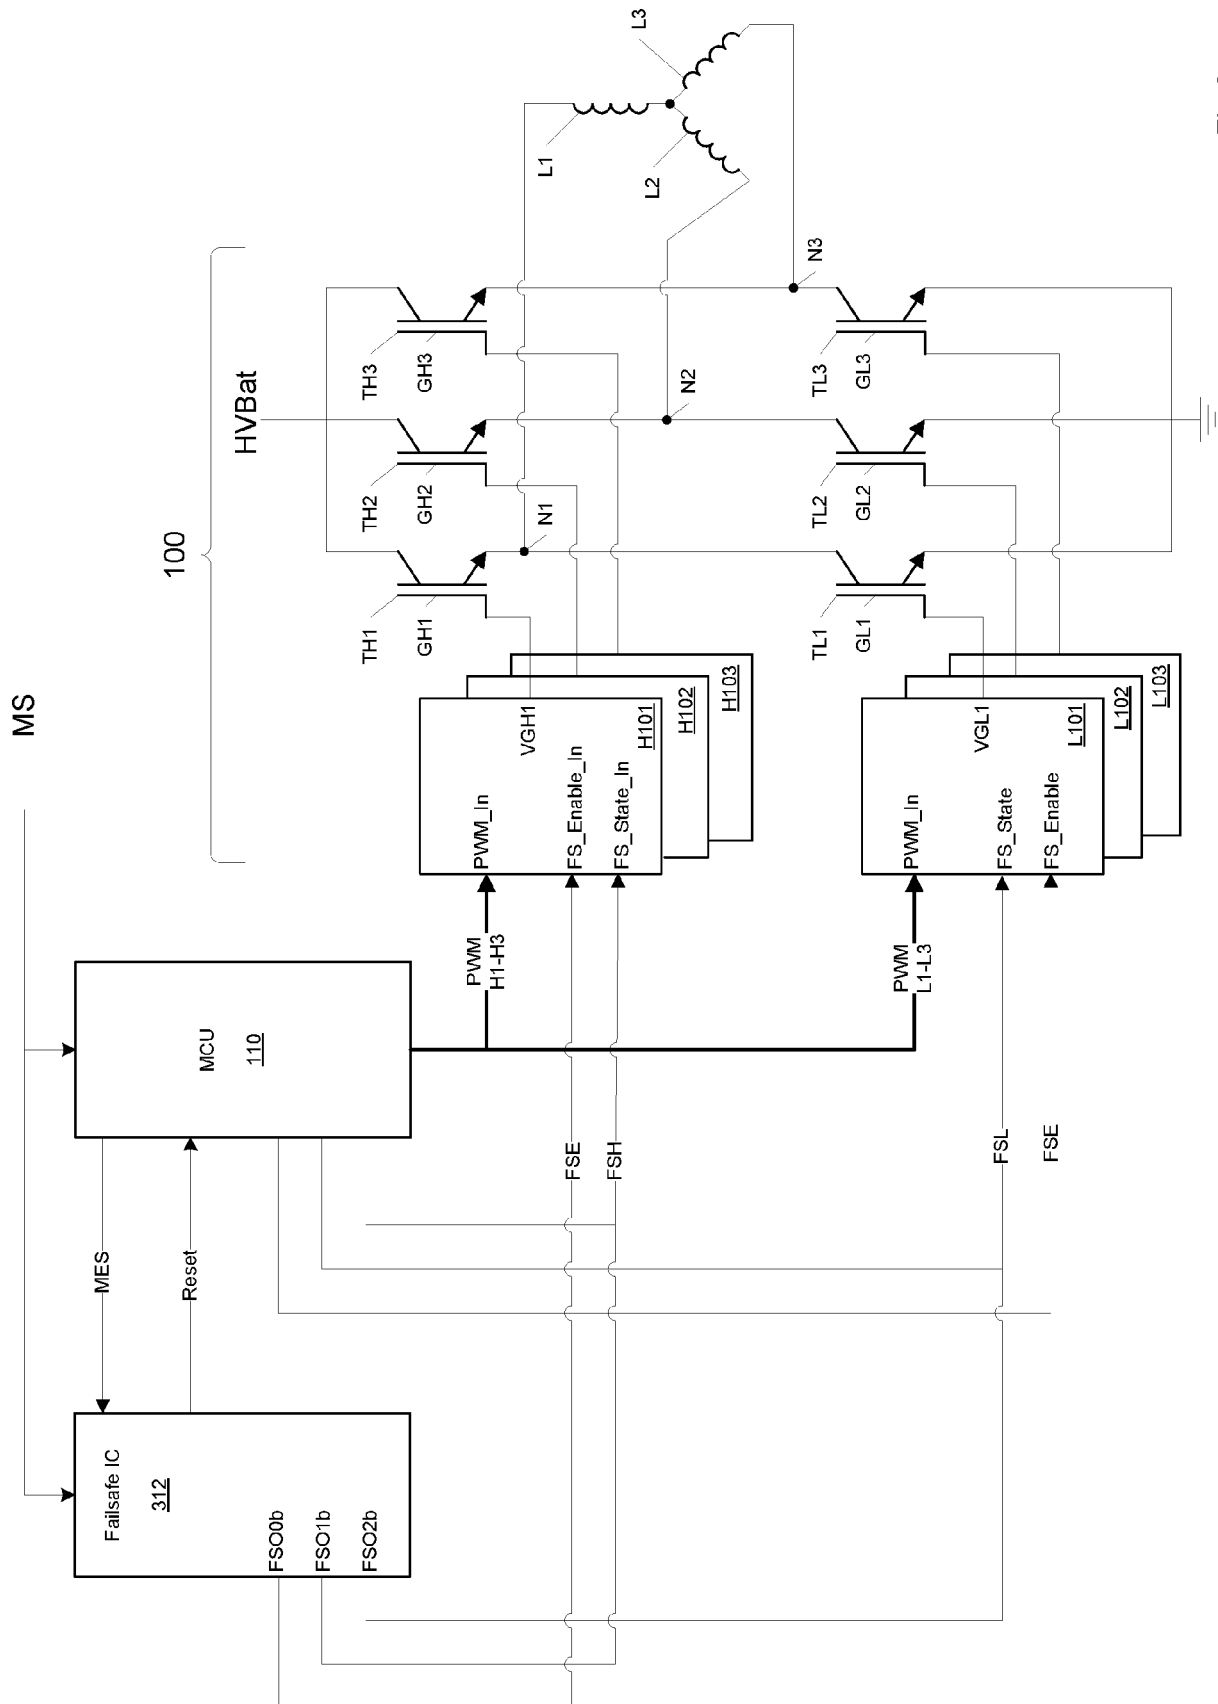 MS
Failsafe IC
312
FSO0b
FSO1b
FSO2b
MES
Reset
MCU
110
100
HVBat
PWM
H1-H3
PWM
L1-L3
FSE
FSH
FSL
FSE
PWM_In
FS_Enable_In
FS_State_In
VGH1
H101
H102
H103
PWM_In
FS_State
FS_Enable
VGL1
L101
L102
L103
TH1
GH1
TH2
GH2
TH3
GH3
TL1
GL1
TL2
GL2
TL3
GL3
N1
N2
N3
L1
L2
L3